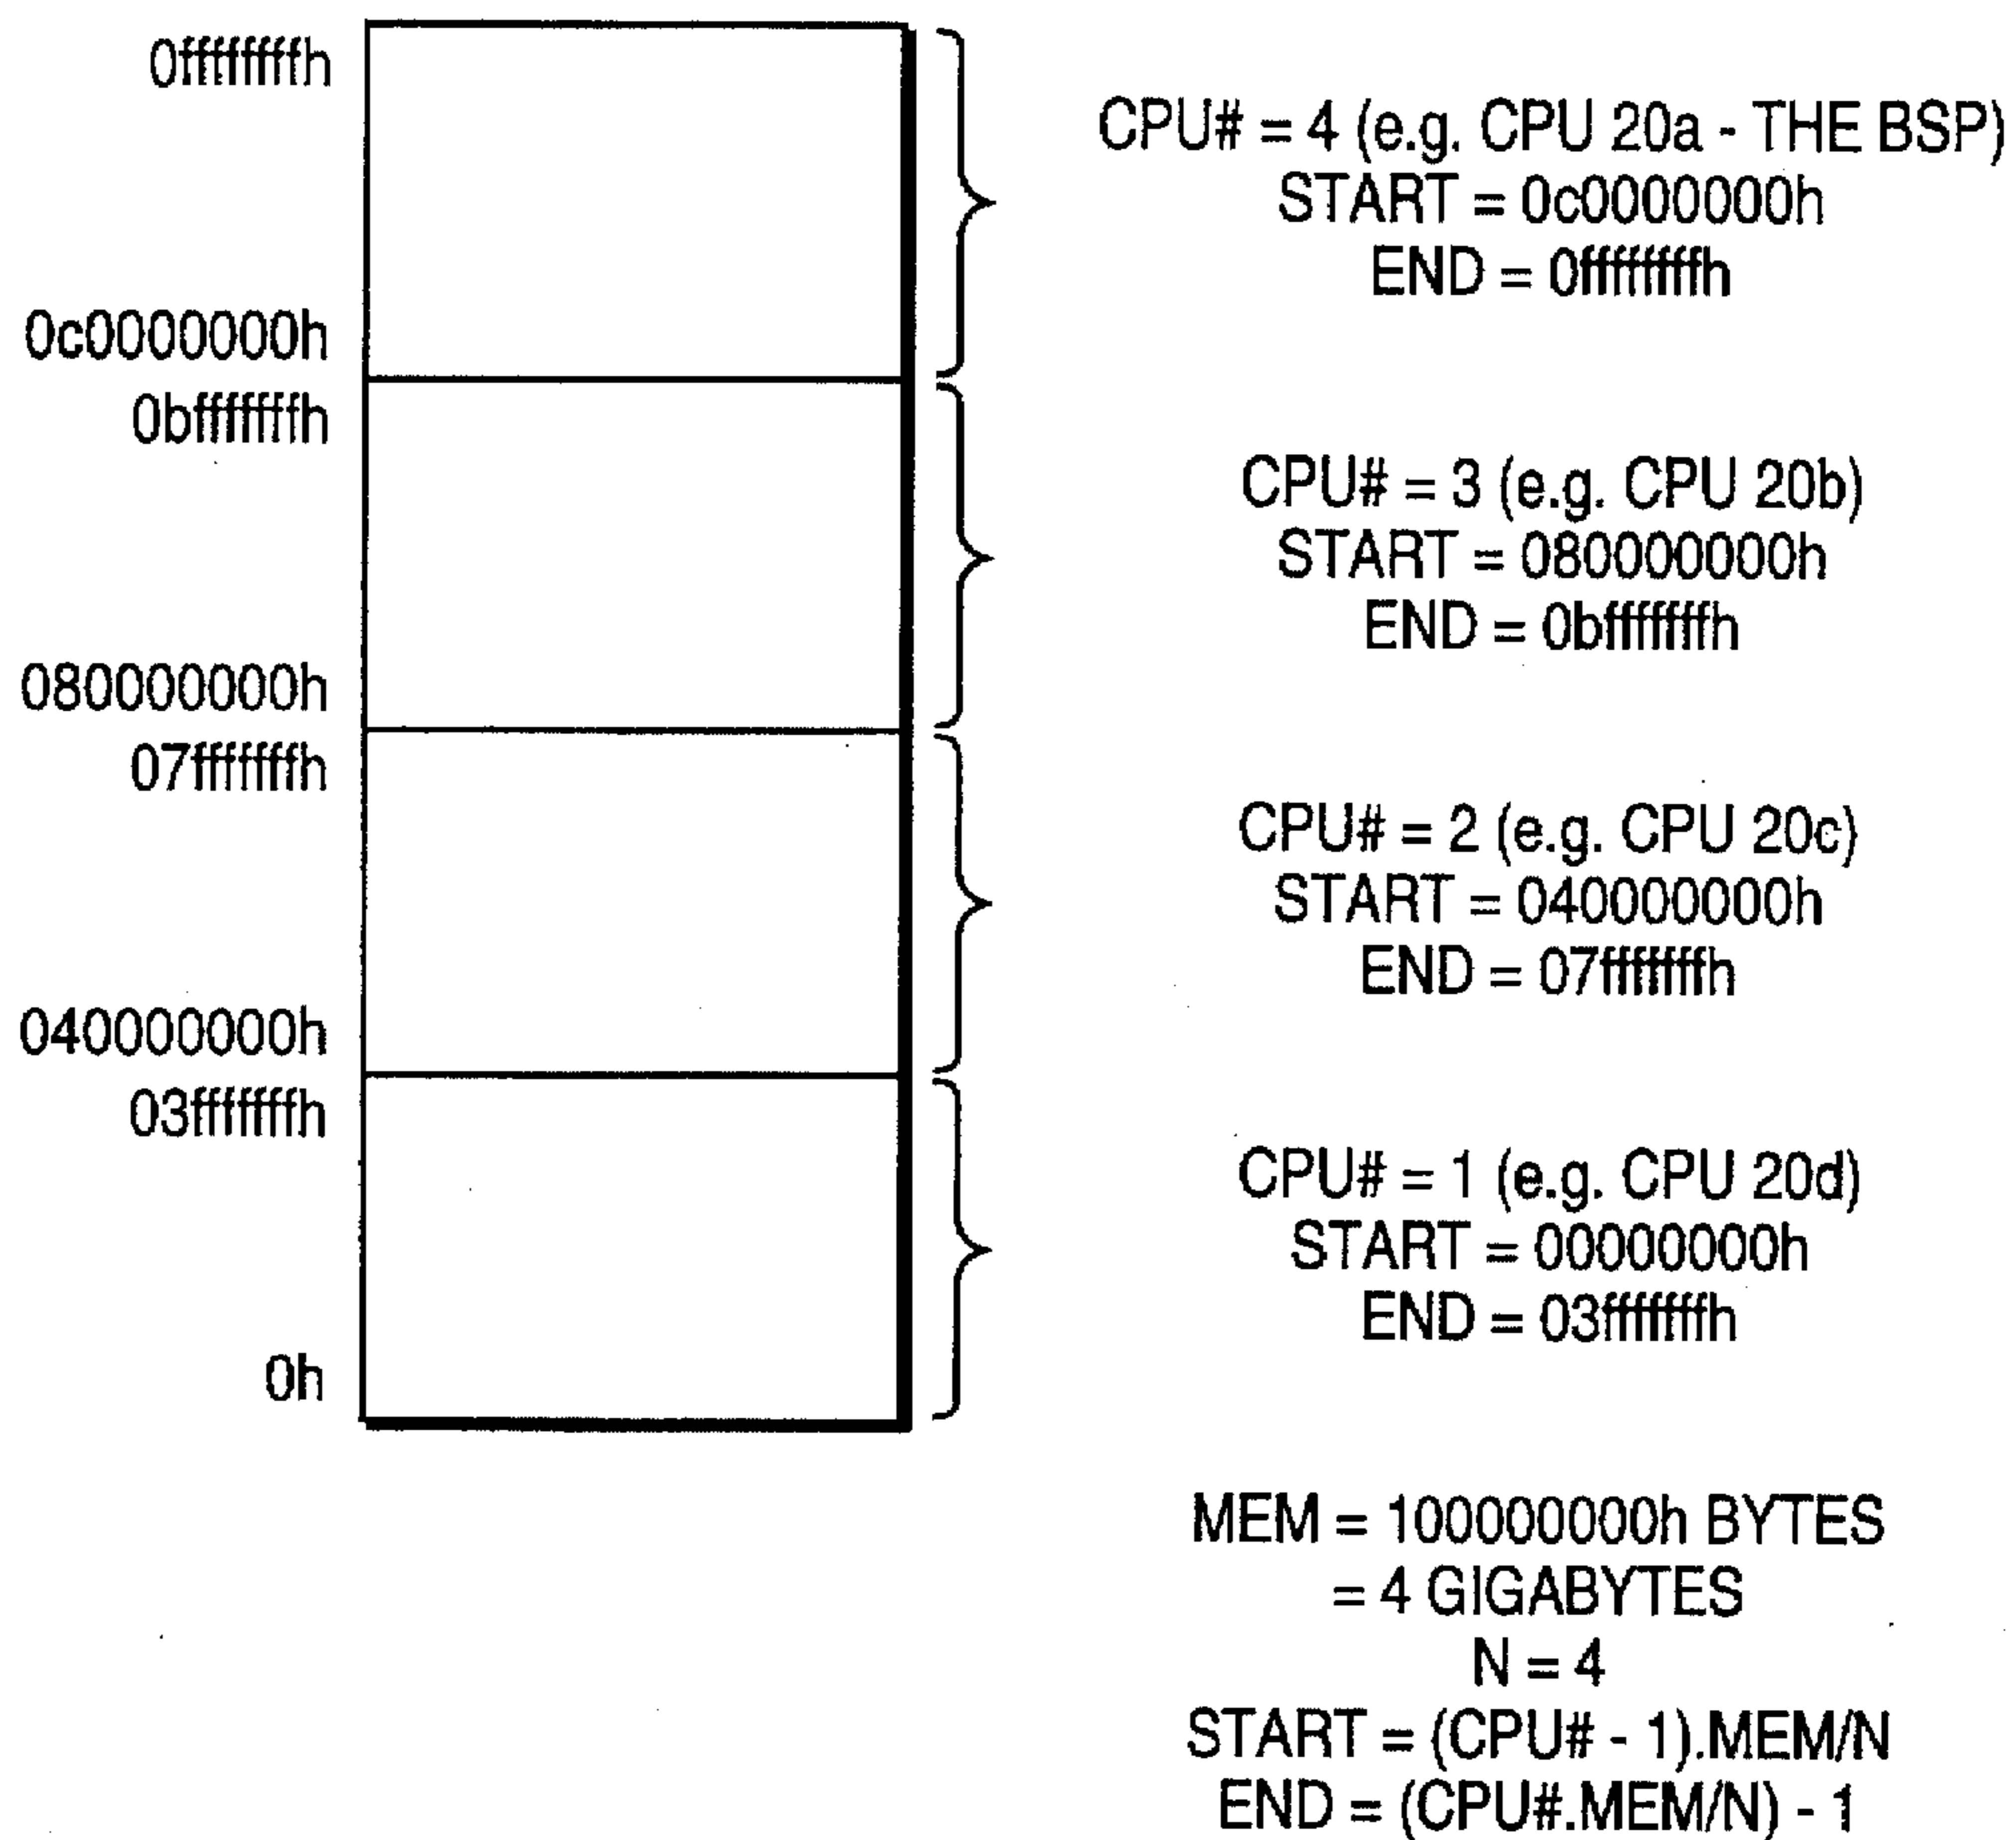 0ffffffffh
0c0000000h
0bfffffffh
080000000h
07fffffffh
040000000h
03fffffffh
0h
CPU# = 4 (e.g. CPU 20a - THE BSP)
START = 0c0000000h
END = 0ffffffffh
CPU# = 3 (e.g. CPU 20b)
START = 080000000h
END = 0bfffffffh
CPU# = 2 (e.g. CPU 20c)
START = 040000000h
END = 07fffffffh
CPU# = 1 (e.g. CPU 20d)
START = 00000000h
END = 03fffffffh
MEM = 100000000h BYTES
= 4 GIGABYTES
N = 4
START = (CPU# - 1).MEM/N
END = (CPU#.MEM/N) - 1